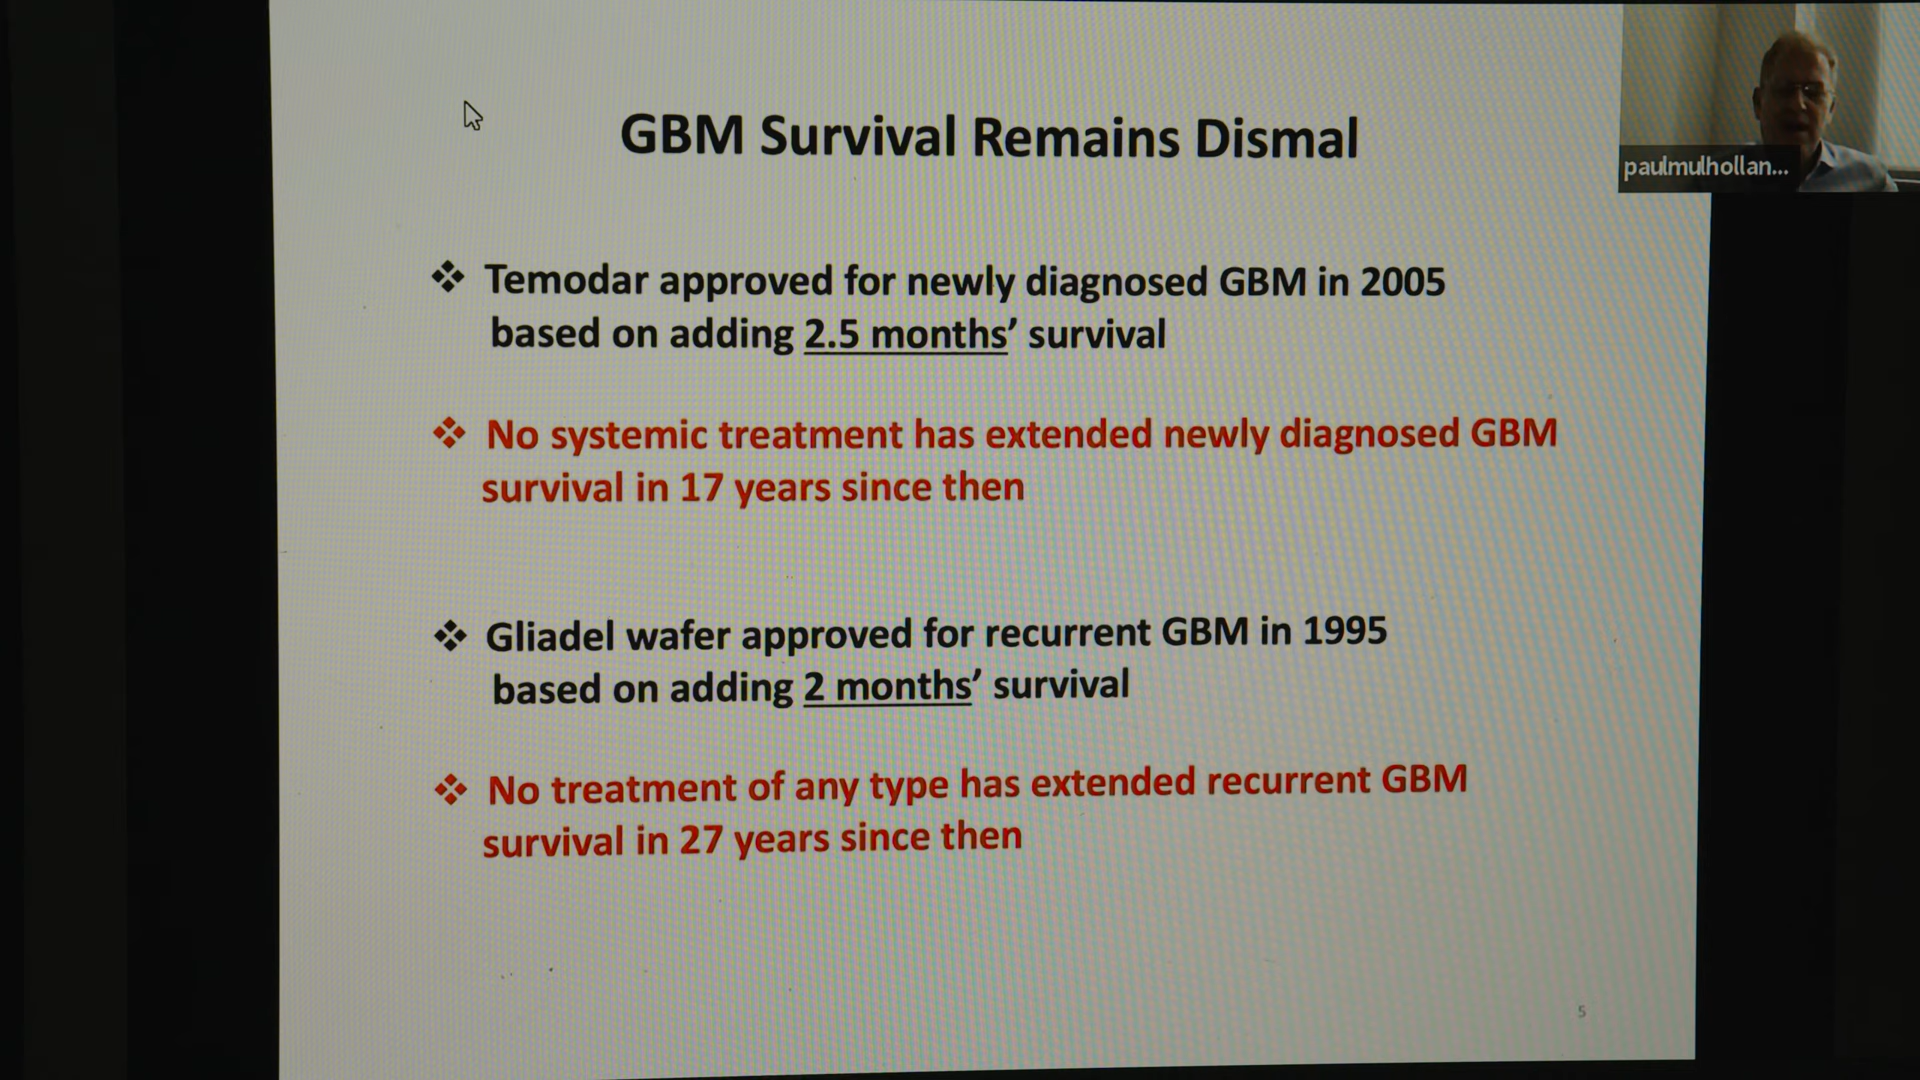 GBM Survival Remains Dismal
paulmulhollan...
❖ Temodar approved for newly diagnosed GBM in 2005
based on adding 2.5 months’ survival
❖ No systemic treatment has extended newly diagnosed GBM
survival in 17 years since then
❖ Gliadel wafer approved for recurrent GBM in 1995
based on adding 2 months’ survival
❖ No treatment of any type has extended recurrent GBM
survival in 27 years since then
5